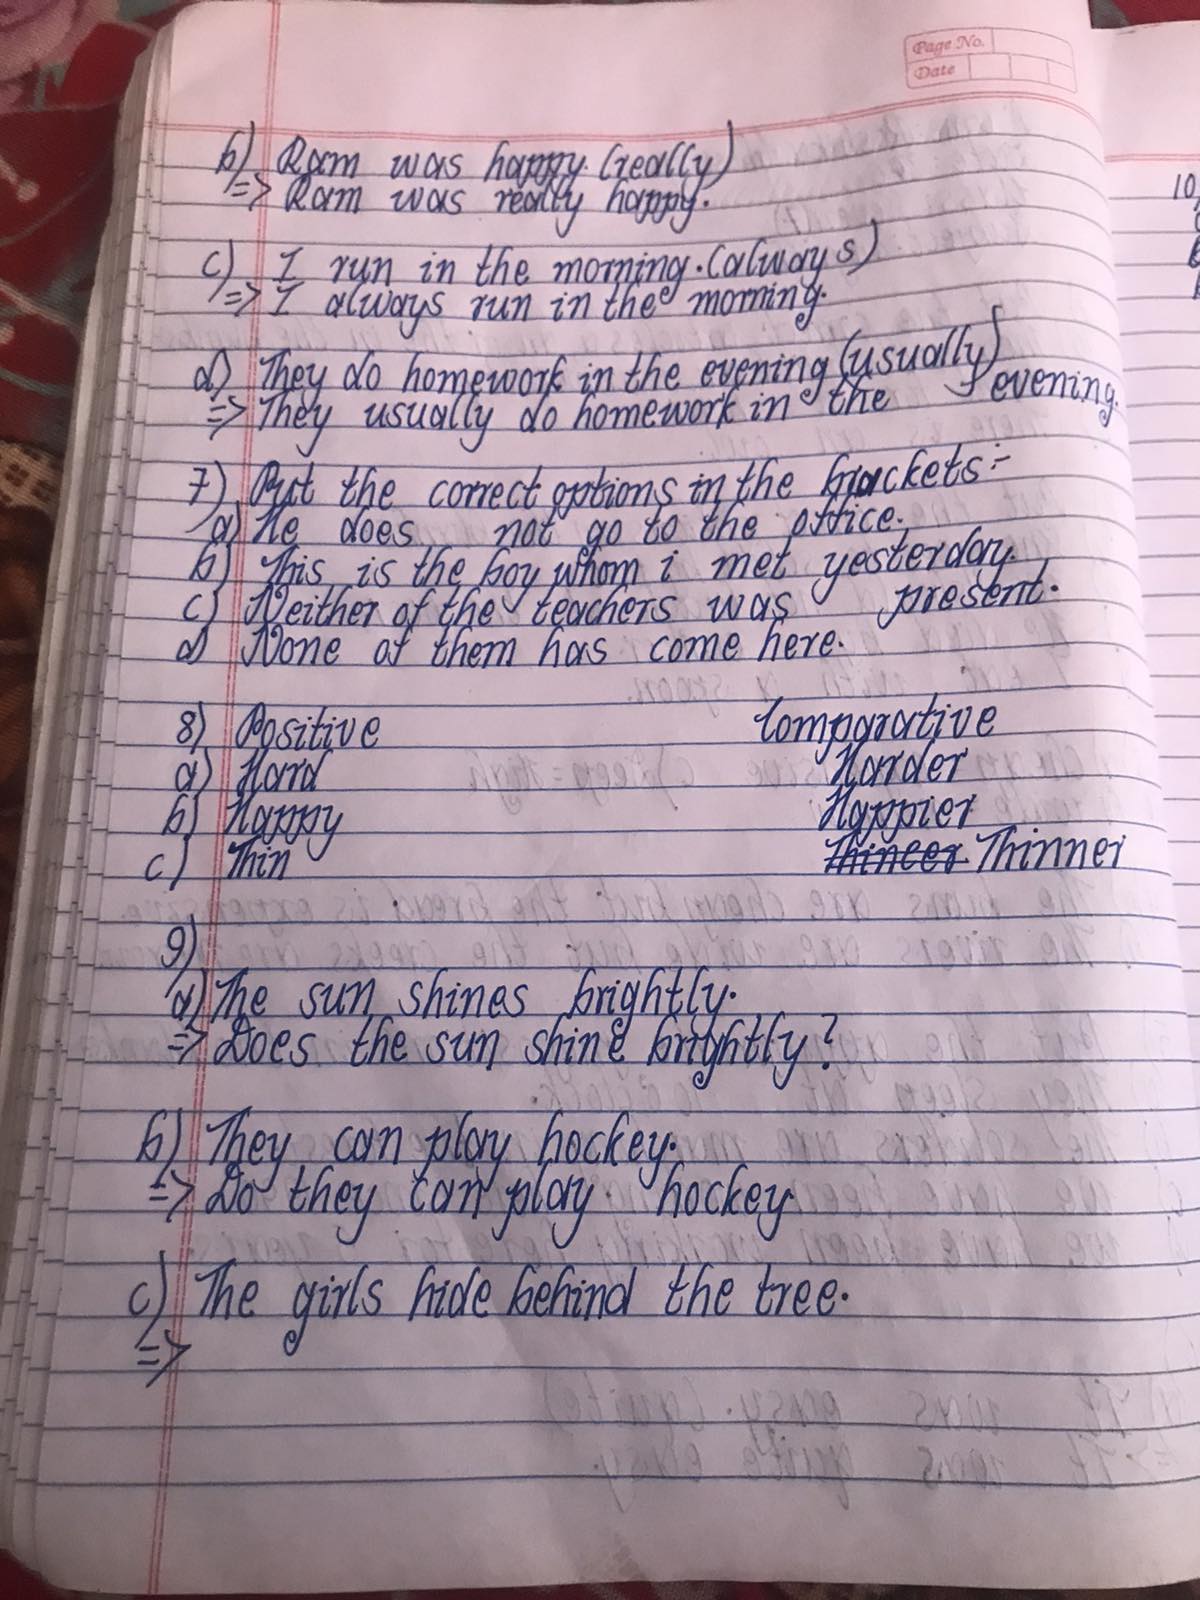 Page No.
Date
b) Ram was happy. (really)
=> Ram was really happy.
c) I run in the morning. (always)
=> I always run in the morning.
d) They do homework in the evening (usually)
=> They usually do homework in the evening.
7) Put the correct options in the brackets :-
a) He does not go to the office.
b) This is the boy whom i met yesterday.
c) Neither of the teachers was present.
d) None of them has come here.
8) Positive Comparative
a) Hard Harder
b) Happy Happier
c) Thin Thincer Thinner
9)
a) The sun shines brightly.
=> Does the sun shine brightly?
b) They can play hockey.
=> Do they can play hockey.
c) The girls hide behind the tree.
=>
10)